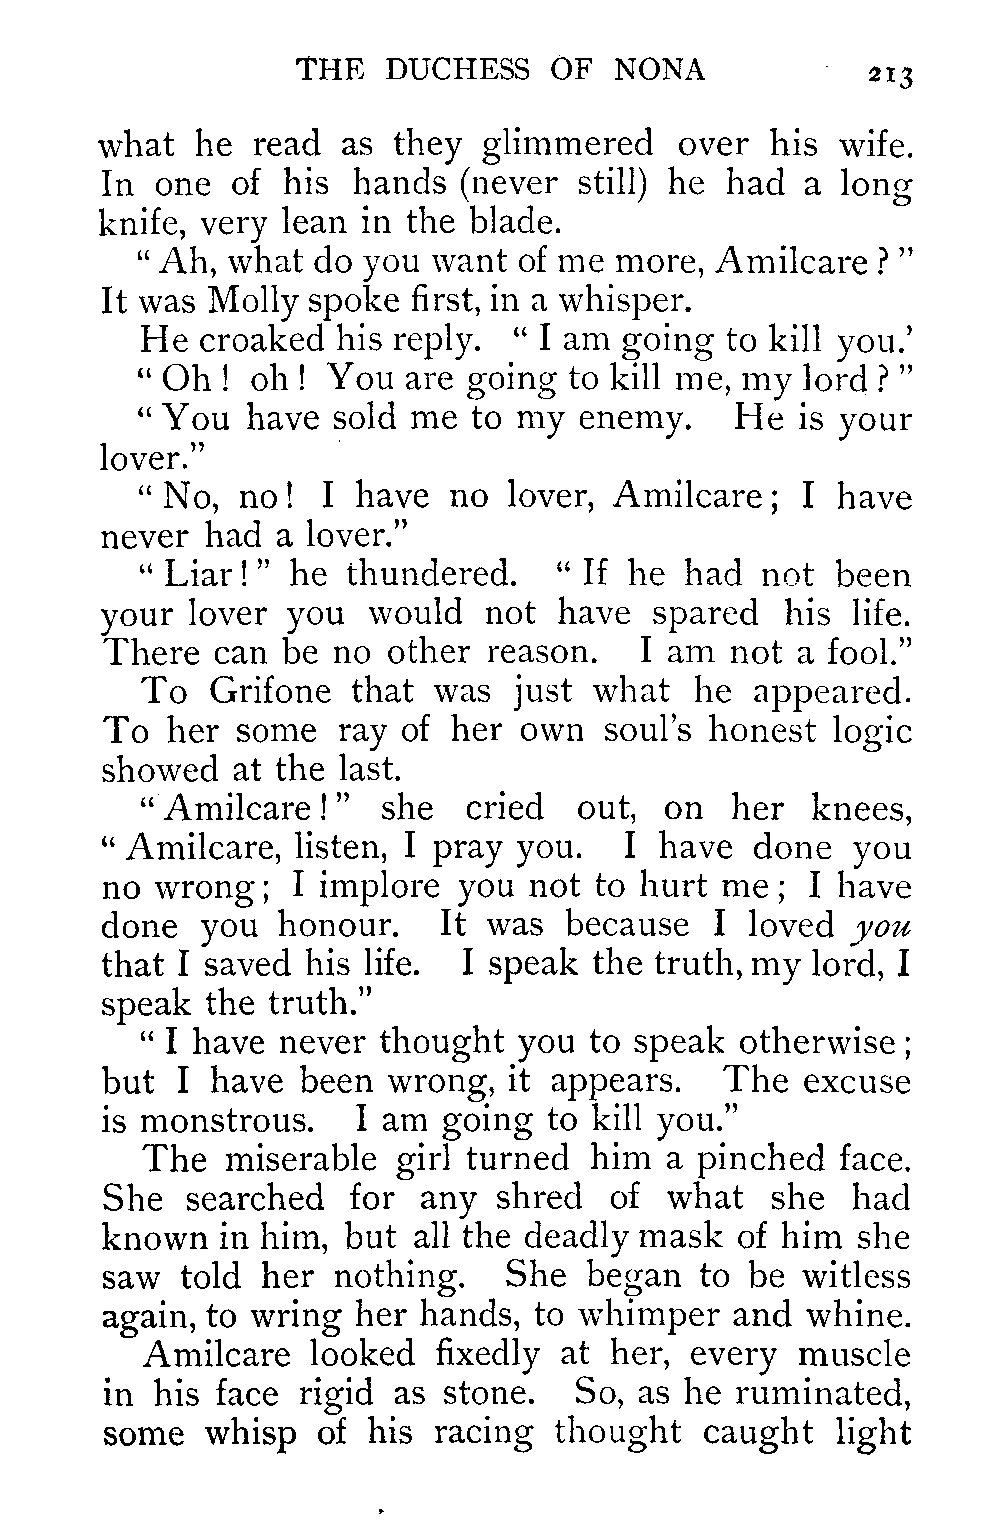 THE DUCHESS OF NONA 213
what he read as they glimmered over his wife.
In one of his hands (never still) he had a long
knife, very lean in the blade.
“Ah, what do you want of me more, Amilcare?”
It was Molly spoke first, in a whisper.
He croaked his reply. “I am going to kill you.’
“Oh! oh! You are going to kill me, my lord?”
“You have sold me to my enemy. He is your
lover.”
“No, no! I have no lover, Amilcare; I have
never had a lover.”
“Liar!” he thundered. “If he had not been
your lover you would not have spared his life.
There can be no other reason. I am not a fool.”
To Grifone that was just what he appeared.
To her some ray of her own soul’s honest logic
showed at the last.
“Amilcare!” she cried out, on her knees,
“Amilcare, listen, I pray you. I have done you
no wrong; I implore you not to hurt me; I have
done you honour. It was because I loved you
that I saved his life. I speak the truth, my lord, I
speak the truth.”
“I have never thought you to speak otherwise;
but I have been wrong, it appears. The excuse
is monstrous. I am going to kill you.”
The miserable girl turned him a pinched face.
She searched for any shred of what she had
known in him, but all the deadly mask of him she
saw told her nothing. She began to be witless
again, to wring her hands, to whimper and whine.
Amilcare looked fixedly at her, every muscle
in his face rigid as stone. So, as he ruminated,
some whisp of his racing thought caught light